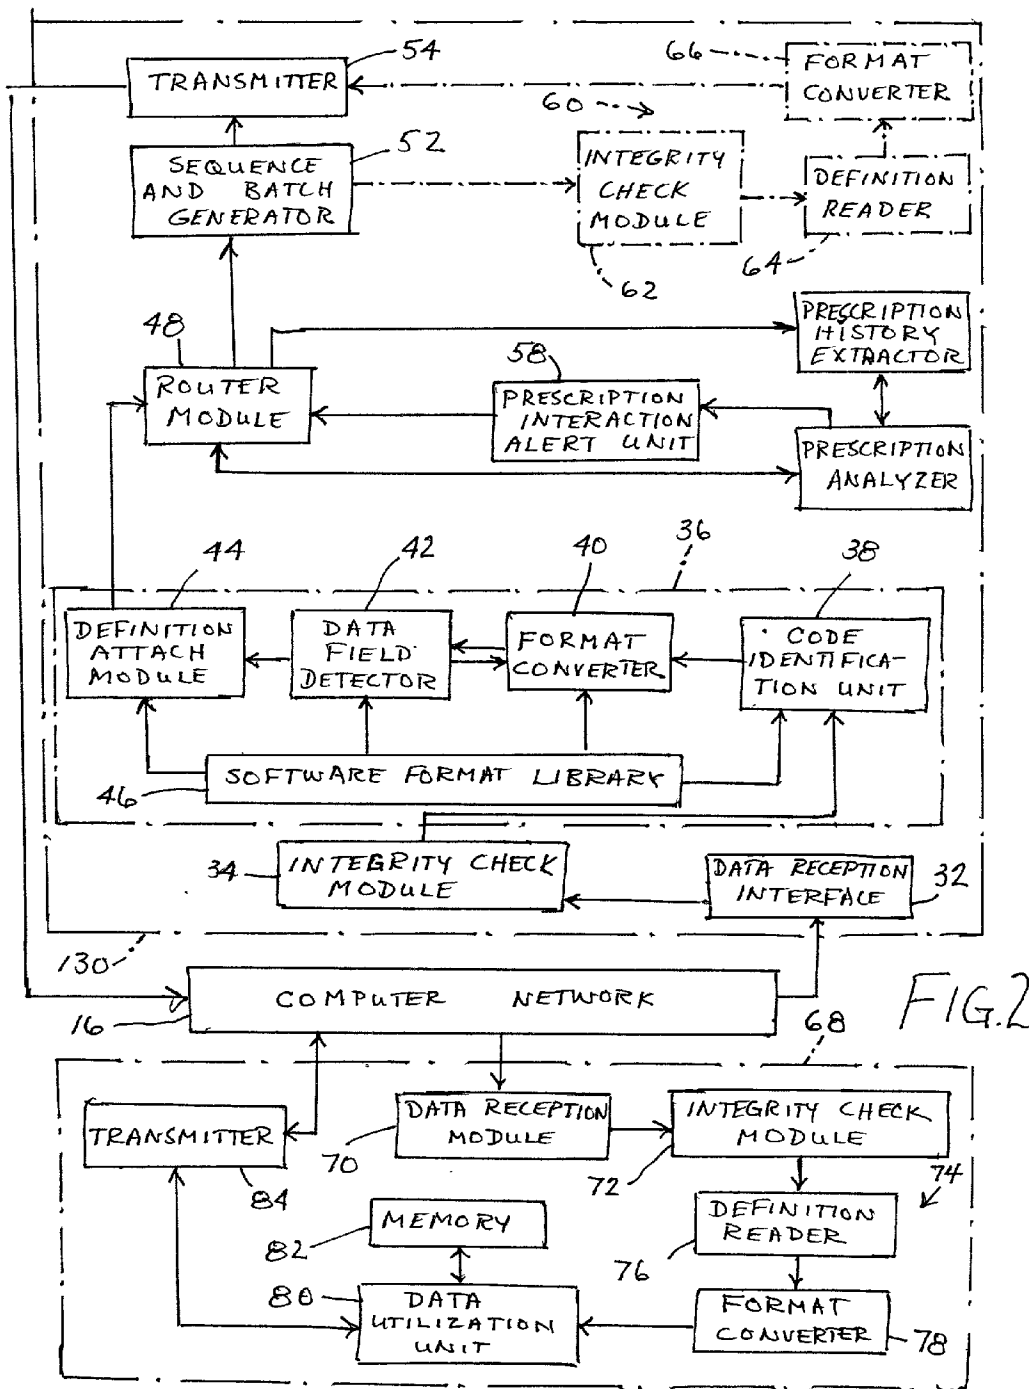 54
TRANSMITTER
66
FORMAT
CONVERTER
60
52
SEQUENCE
AND BATCH
GENERATOR
INTEGRITY
CHECK
MODULE
DEFINITION
READER
62
64
48
ROUTER
MODULE
58
PRESCRIPTION
INTERACTION
ALERT UNIT
PRESCRIPTION
HISTORY
EXTRACTOR
PRESCRIPTION
ANALYZER
36
44
DEFINITION
ATTACH
MODULE
42
DATA
FIELD
DETECTOR
40
FORMAT
CONVERTER
38
CODE
IDENTIFICA-
TION UNIT
SOFTWARE FORMAT LIBRARY
46
34
INTEGRITY CHECK
MODULE
DATA RECEPTION
INTERFACE
32
130
COMPUTER NETWORK
16
FIG.2
68
TRANSMITTER
84
DATA RECEPTION
MODULE
70
INTEGRITY CHECK
MODULE
72
74
MEMORY
82
DEFINITION
READER
76
80
DATA
UTILIZATION
UNIT
FORMAT
CONVERTER
78